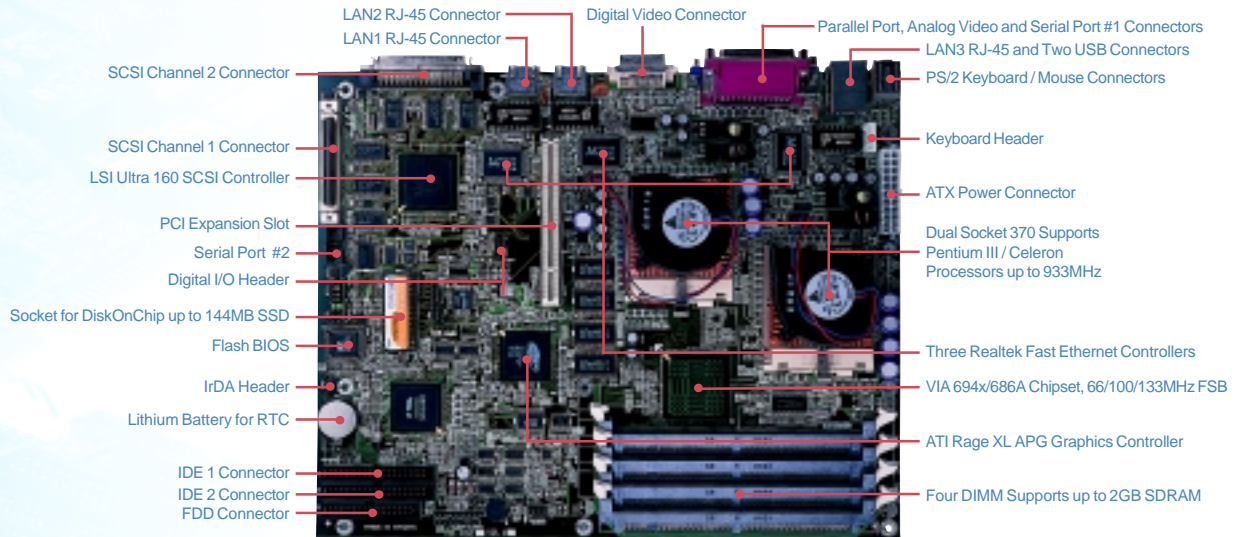 LAN2 RJ-45 Connector
LAN1 RJ-45 Connector
SCSI Channel 2 Connector
SCSI Channel 1 Connector
LSI Ultra 160 SCSI Controller
PCI Expansion Slot
Serial Port #2
Digital I/O Header
Socket for DiskOnChip up to 144MB SSD
Flash BIOS
IrDA Header
Lithium Battery for RTC
IDE 1 Connector
IDE 2 Connector
FDD Connector
Digital Video Connector
Parallel Port, Analog Video and Serial Port #1 Connectors
LAN3 RJ-45 and Two USB Connectors
PS/2 Keyboard / Mouse Connectors
Keyboard Header
ATX Power Connector
Dual Socket 370 Supports
Pentium III / Celeron
Processors up to 933MHz
Three Realtek Fast Ethernet Controllers
VIA 694x/686A Chipset, 66/100/133MHz FSB
ATI Rage XL APG Graphics Controller
Four DIMM Supports up to 2GB SDRAM